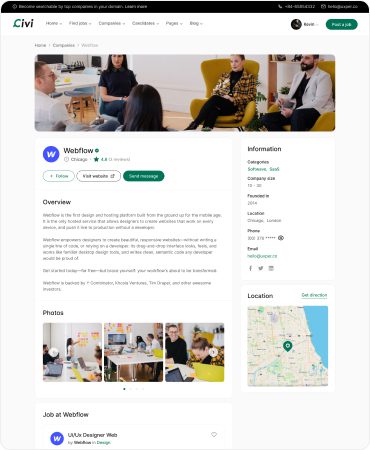 Become searchable by top companies in your domain. Learn more
hello@uxper.co
Civi
Home
Find jobs
Companies
Candidates
Pages
Blog
Kevin
Post a job
Home
Companies
Webflow
Webflow
Chicago
4.8
+ Follow
Visit website
Send message
Overview
Webflow is the first design and hosting platform built from the ground up for the mobile age.
It is the only hosted service that allows designers to create websites that work on every
device, and push live to production without a developer.
Webflow empowers designers to create beautiful, responsive websites—without writing a
single line of code, or relying on a developer. Its drag-and-drop interface looks, feels, and
works like familiar desktop design tools, and writes clean, semantic code any developer
would be proud of.
Get started today—for free—but brace yourself: your workflow's about to be transformed.
Webflow is backed by Y Combinator, Khosla Ventures, Tim Draper, and other awesome
investors.
Photos
Job at Webflow
UI/Ux Designer Web
by Webflow in Design
Information
Categories
Software, SaaS
Company size
Founded in
2014
Location
Chicago, London
Phone
Email
hello@uxper.co
Location
Get direction